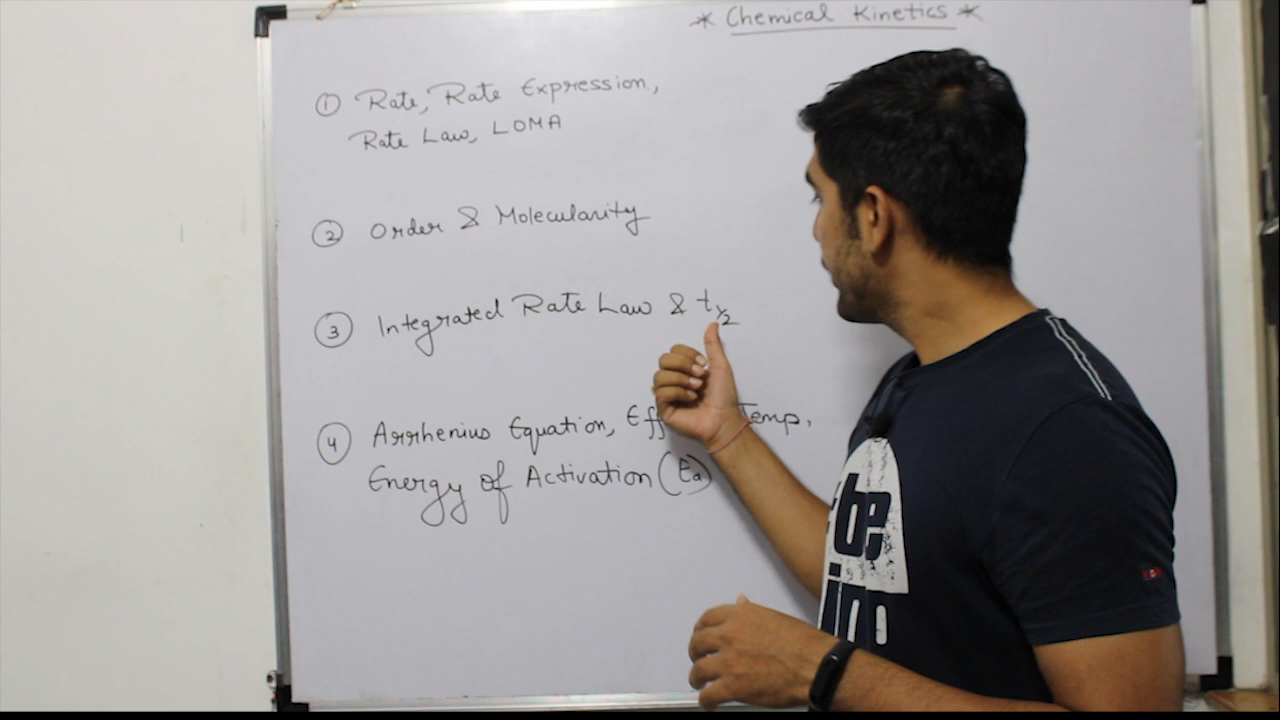 * Chemical Kinetics *
① Rate, Rate Expression,
Rate Law, LOMA
② Order & Molecularity
③ Integrated Rate Law & t1/2
④ Arrhenius Equation, Temp,
Energy of Activation (Ea)
be